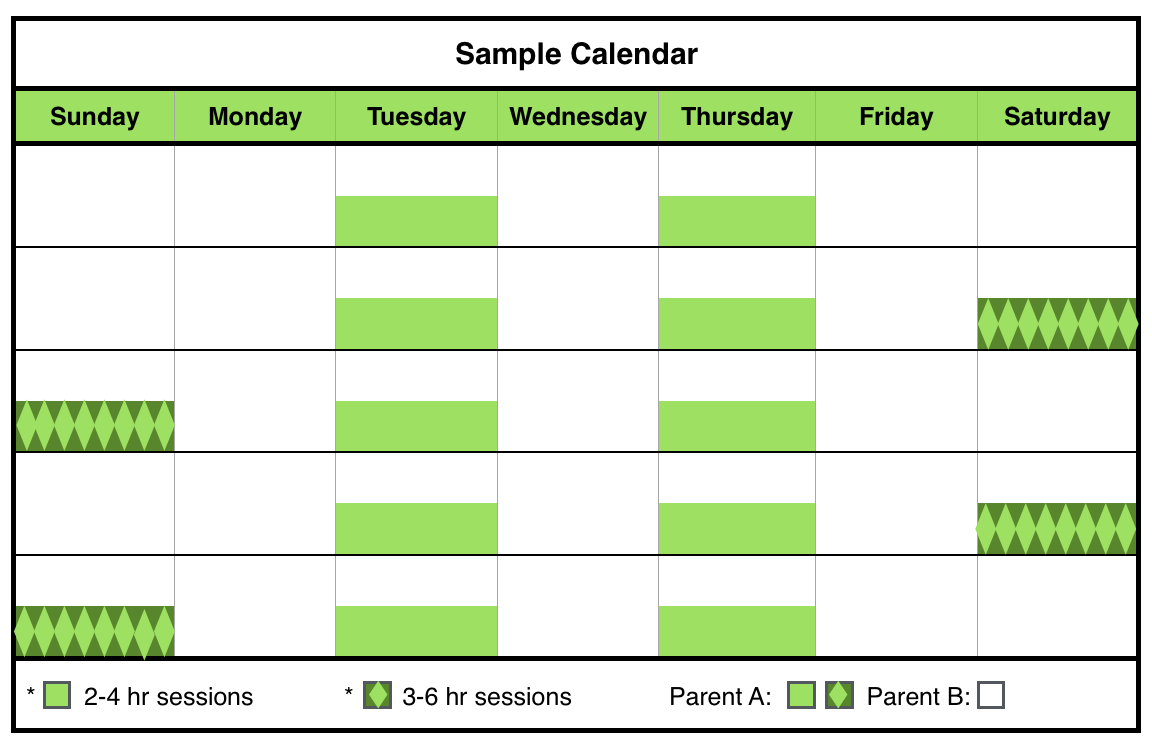 Sample Calendar
Sunday Monday Tuesday Wednesday Thursday Friday Saturday
* 2-4 hr sessions * 3-6 hr sessions Parent A: Parent B: